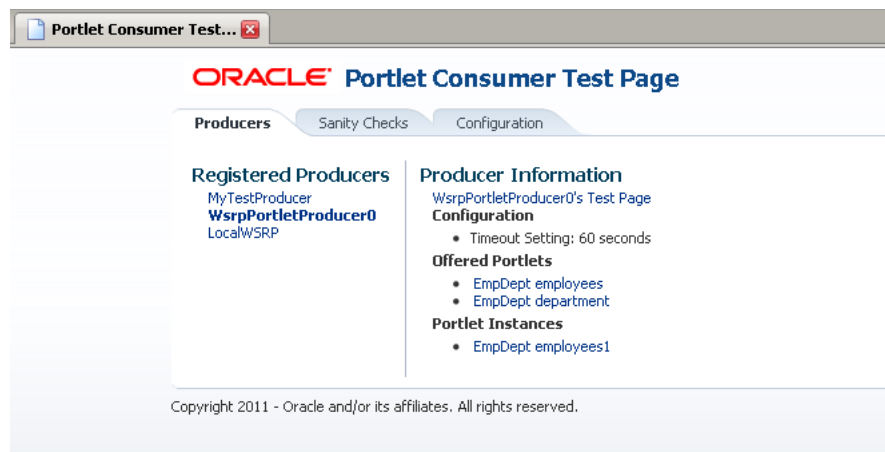 Portlet Consumer Test...
ORACLE Portlet Consumer Test Page
Producers Sanity Checks Configuration
Registered Producers
MyTestProducer
WsrpPortletProducer0
LocalWSRP
Producer Information
WsrpPortletProducer0's Test Page
Configuration
• Timeout Setting: 60 seconds
Offered Portlets
• EmpDept employees
• EmpDept department
Portlet Instances
• EmpDept employees1
Copyright 2011 - Oracle and/or its affiliates. All rights reserved.